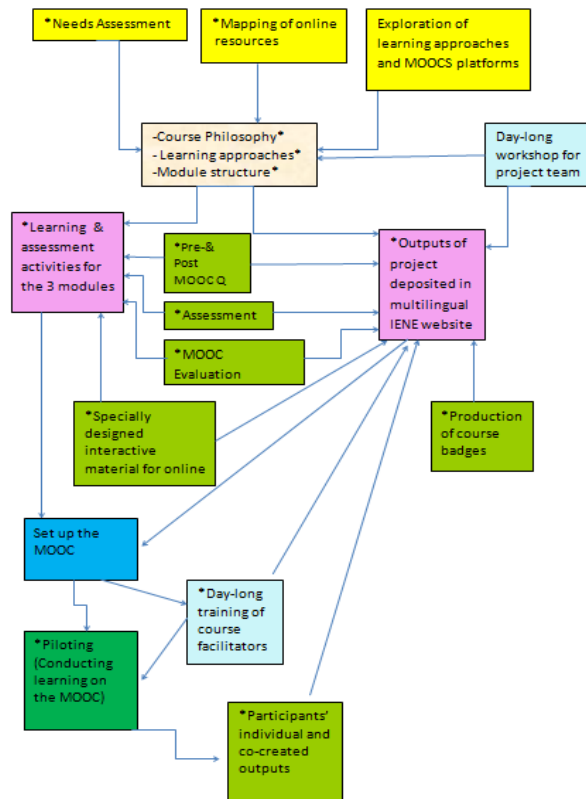 *Needs Assessment
*Mapping of online
resources
Exploration of
learning approaches
and MOOCS platforms
-Course Philosophy*
- Learning approaches*
-Module structure*
Day-long
workshop for
project team
*Learning &
assessment
activities for
the 3 modules
*Pre-&
Post
MOOC Q
*Outputs of
project
deposited in
multilingual
IENE website
*Assessment
*MOOC
Evaluation
*Specially
designed
interactive
material for online
*Production
of course
badges
Set up the
MOOC
*Day-long
training of
course
facilitators
*Piloting
(Conducting
learning on
the MOOC)
*Participants’
individual and
co-created
outputs